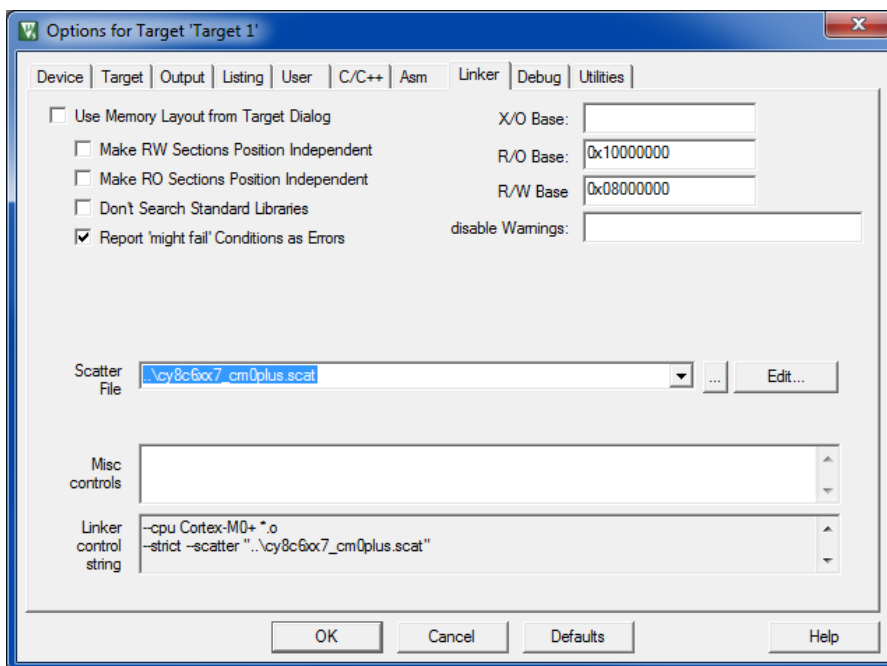 Options for Target 'Target 1'
Device Target Output Listing User C/C++ Asm Linker Debug Utilities
Use Memory Layout from Target Dialog
Make RW Sections Position Independent
Make RO Sections Position Independent
Don't Search Standard Libraries
Report 'might fail' Conditions as Errors
X/O Base:
R/O Base: 0x10000000
R/W Base 0x08000000
disable Warnings:
Scatter File ..\cy8c6xx7_cm0plus.scat ... Edit...
Misc controls
Linker control string
--cpu Cortex-M0+ *.o
--strict --scatter "..\cy8c6xx7_cm0plus.scat"
OK Cancel Defaults Help